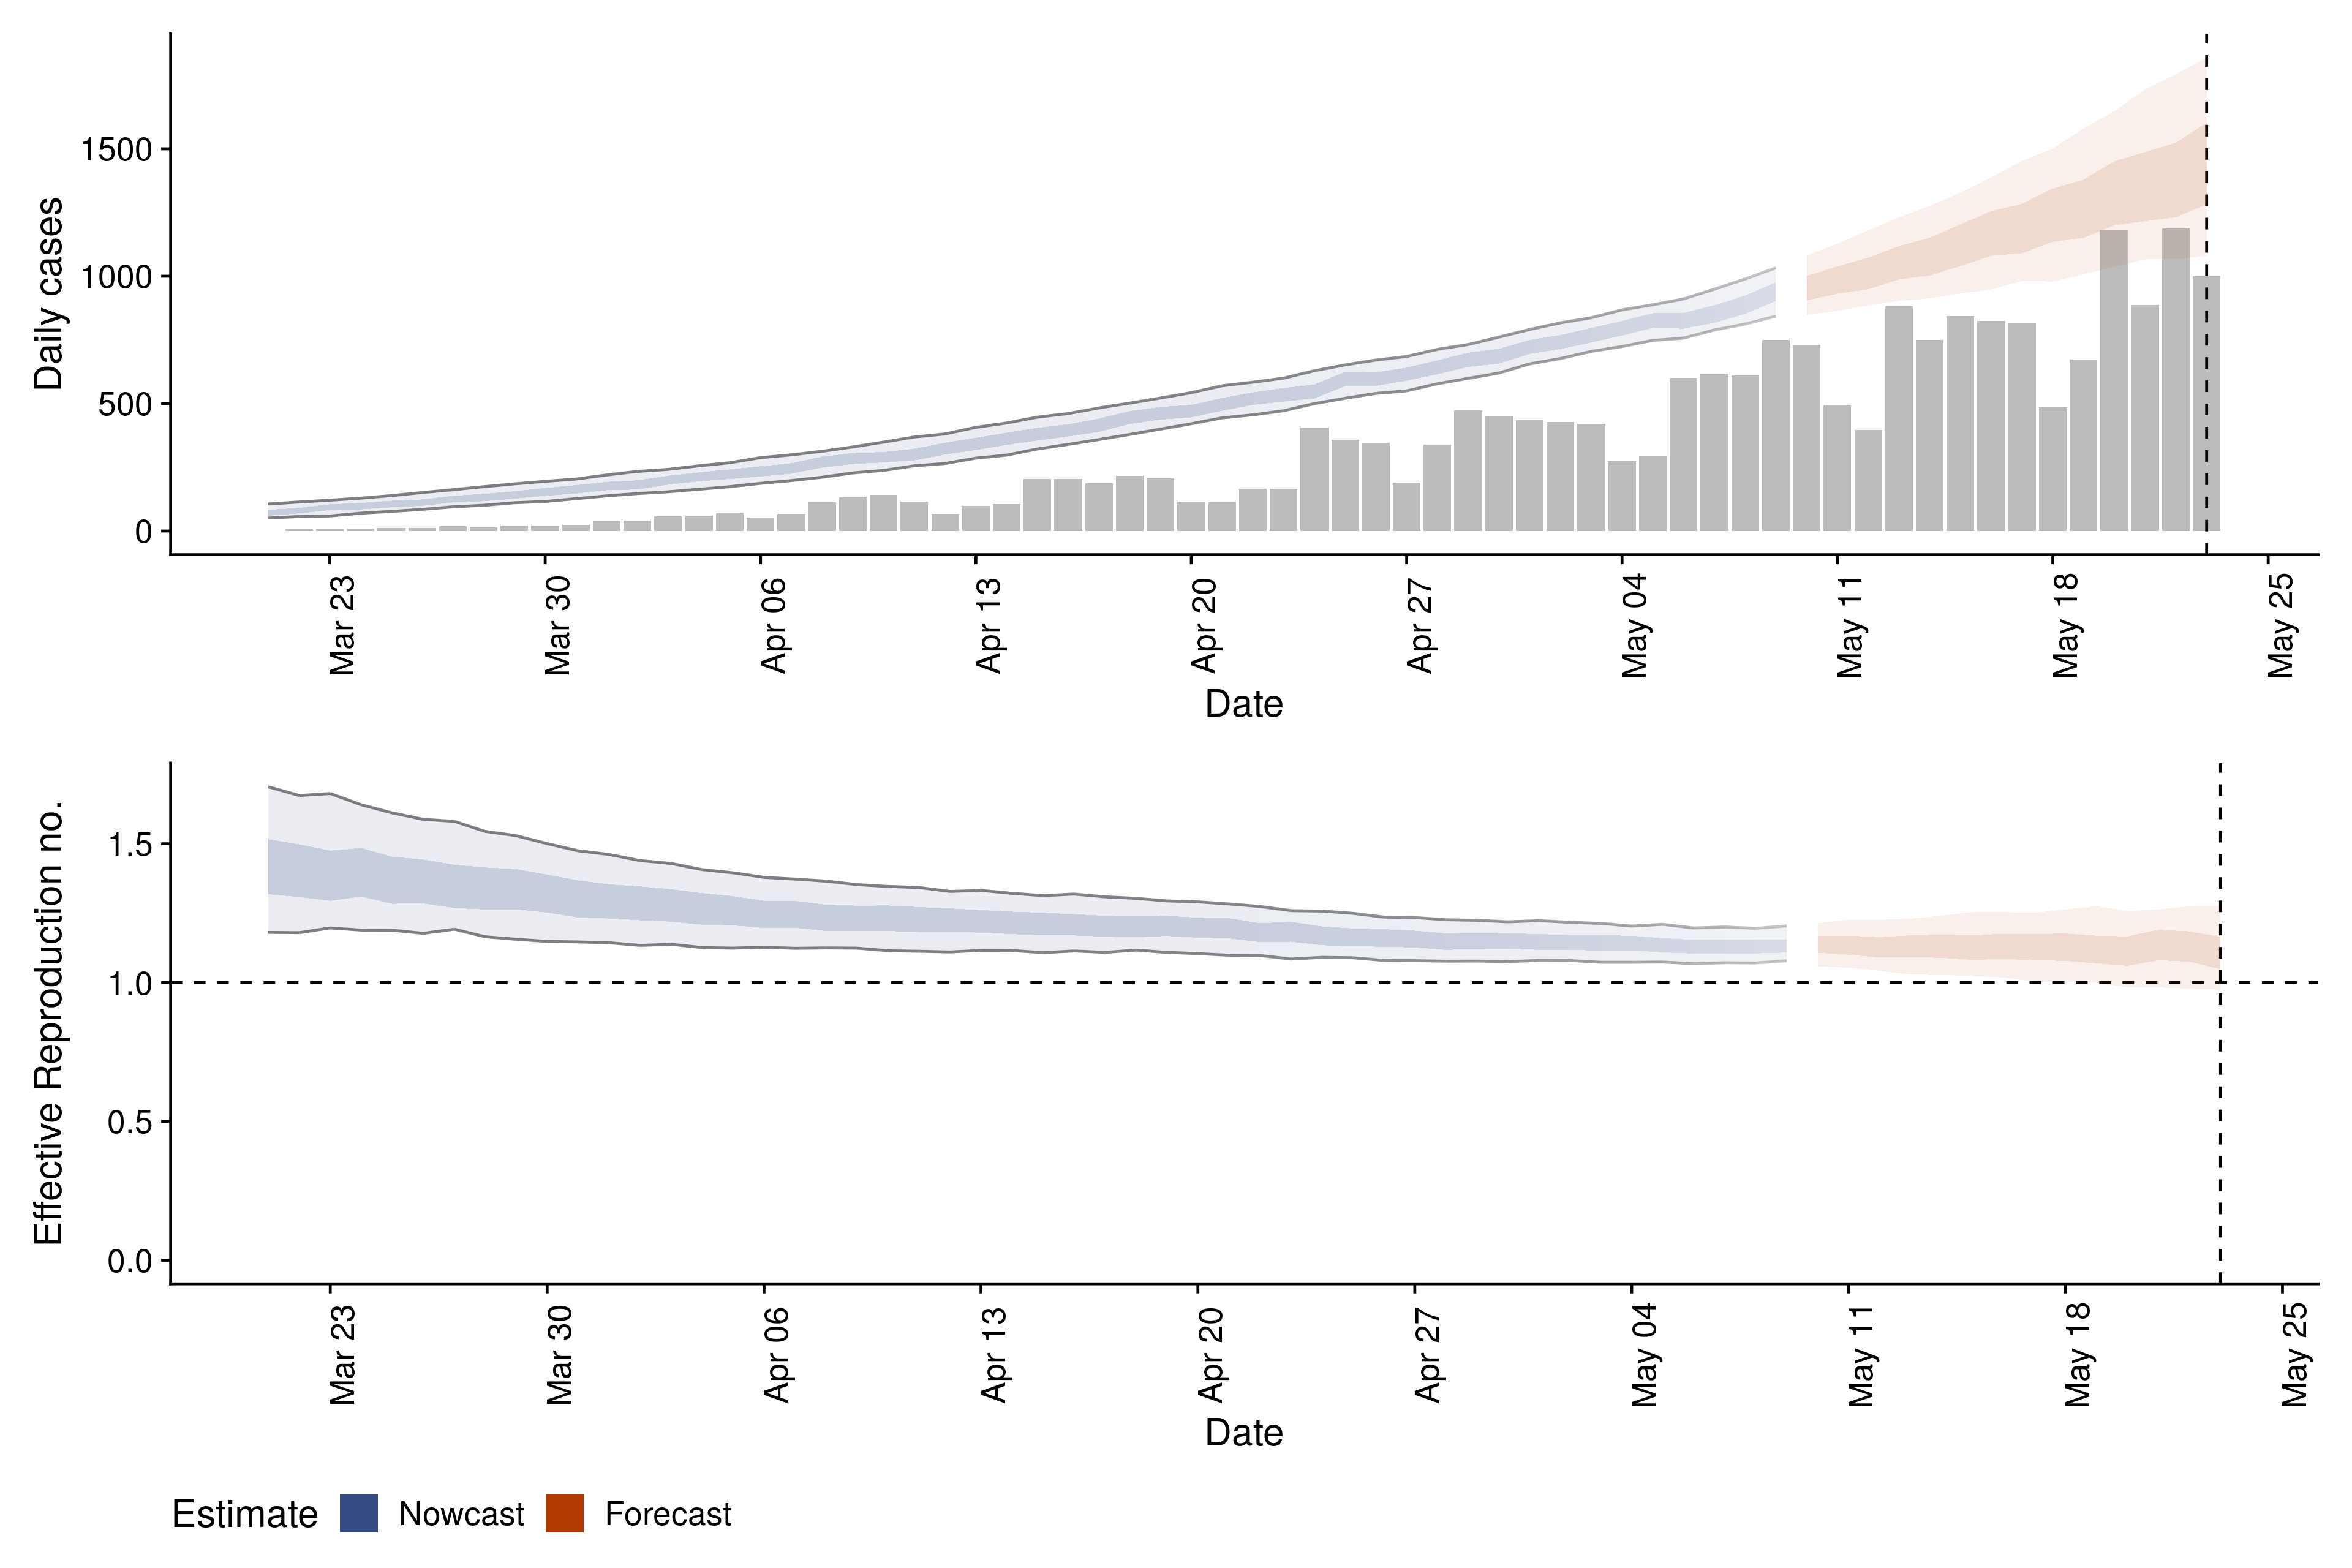 Daily cases
1500
1000
500
0
Mar 23
Mar 30
Apr 06
Apr 13
Apr 20
Apr 27
May 04
May 11
May 18
May 25
Date
Effective Reproduction no.
1.5
1.0
0.5
0.0
Mar 23
Mar 30
Apr 06
Apr 13
Apr 20
Apr 27
May 04
May 11
May 18
May 25
Date
Estimate Nowcast Forecast